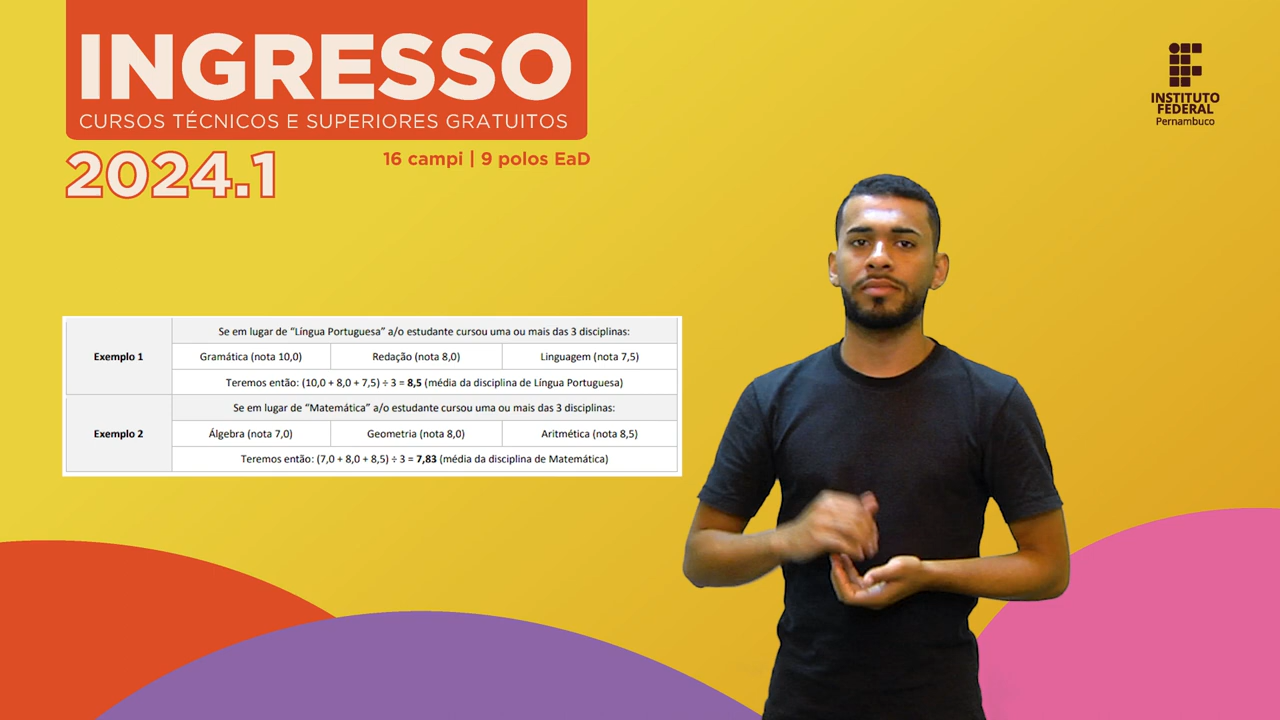 INGRESSO
CURSOS TÉCNICOS E SUPERIORES GRATUITOS
2024.1
16 campi | 9 polos EaD
INSTITUTO
FEDERAL
Pernambuco
Exemplo 1
Se em lugar de “Língua Portuguesa” a/o estudante cursou uma ou mais das 3 disciplinas:
Gramática (nota 10,0)
Redação (nota 8,0)
Linguagem (nota 7,5)
Teremos então: (10,0 + 8,0 + 7,5) ÷ 3 = 8,5 (média da disciplina de Língua Portuguesa)
Exemplo 2
Se em lugar de “Matemática” a/o estudante cursou uma ou mais das 3 disciplinas:
Álgebra (nota 7,0)
Geometria (nota 8,0)
Aritmética (nota 8,5)
Teremos então: (7,0 + 8,0 + 8,5) ÷ 3 = 7,83 (média da disciplina de Matemática)